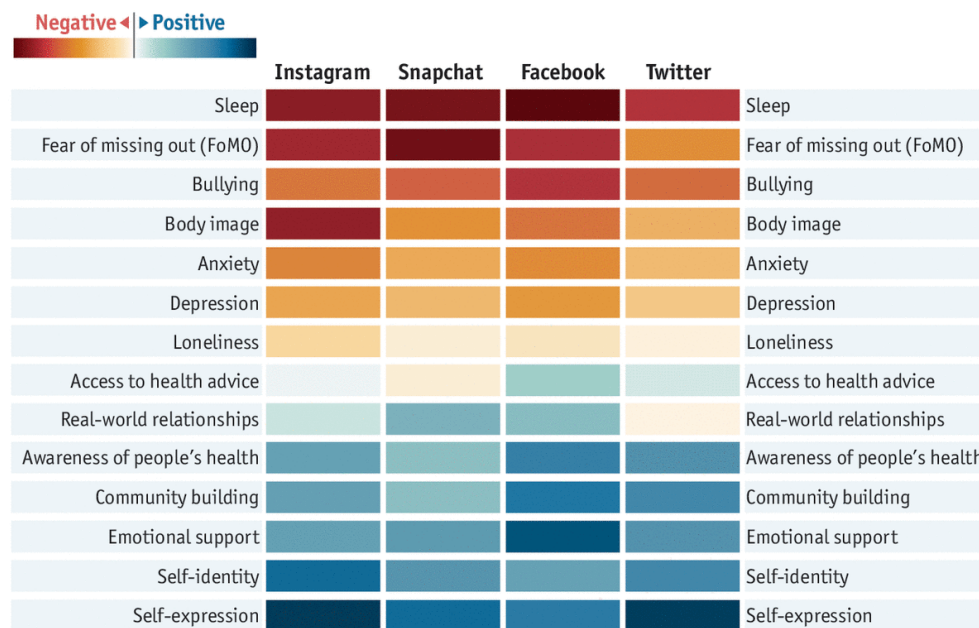 Negative ◀ ▶ Positive
Instagram Snapchat Facebook Twitter
Sleep Sleep
Fear of missing out (FoMO) Fear of missing out (FoMO)
Bullying Bullying
Body image Body image
Anxiety Anxiety
Depression Depression
Loneliness Loneliness
Access to health advice Access to health advice
Real-world relationships Real-world relationships
Awareness of people’s health Awareness of people’s health
Community building Community building
Emotional support Emotional support
Self-identity Self-identity
Self-expression Self-expression